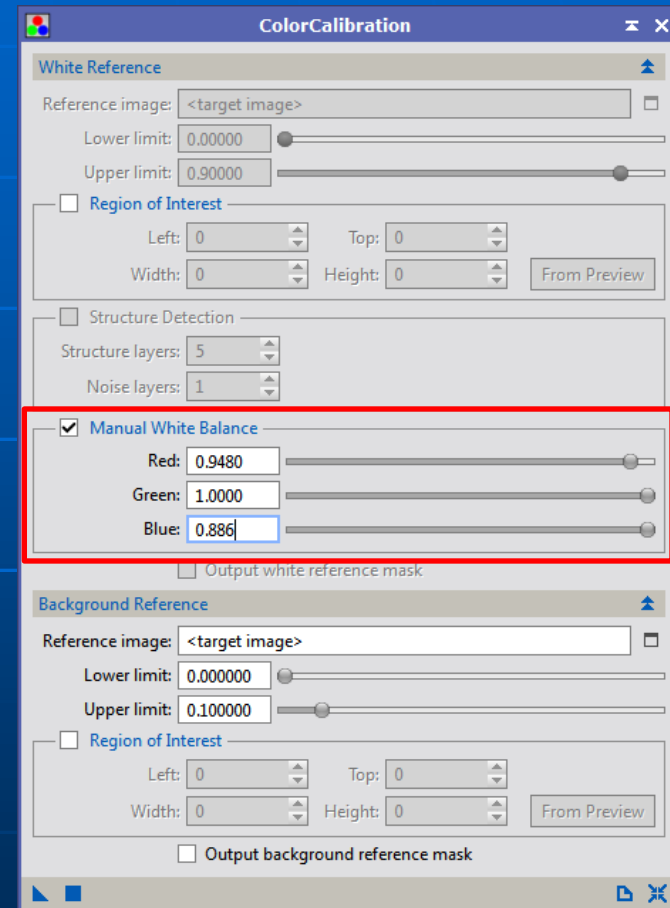 ColorCalibration
White Reference
Reference image: <target image>
Lower limit: 0.00000
Upper limit: 0.90000
Region of Interest
Left: 0 Top: 0
Width: 0 Height: 0 From Preview
Structure Detection
Structure layers: 5
Noise layers: 1
Manual White Balance
Red: 0.9480
Green: 1.0000
Blue: 0.886
Output white reference mask
Background Reference
Reference image: <target image>
Lower limit: 0.000000
Upper limit: 0.100000
Region of Interest
Left: 0 Top: 0
Width: 0 Height: 0 From Preview
Output background reference mask